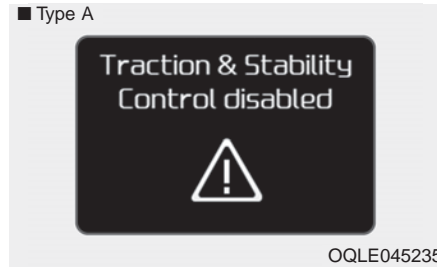 ■ Type A
Traction & Stability
Control disabled
OQLE045235